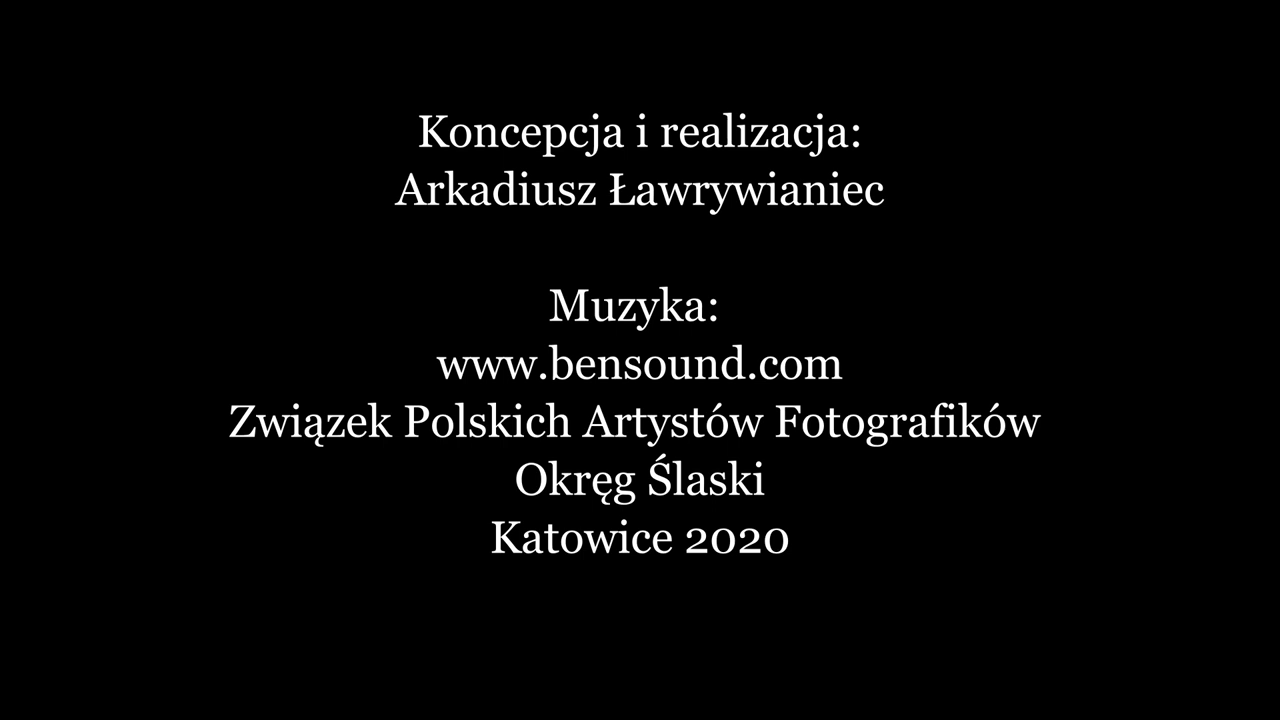 Koncepcja i realizacja:
Arkadiusz Ławrywianiec
Muzyka:
www.bensound.com
Związek Polskich Artystów Fotografików
Okręg Ślaski
Katowice 2020